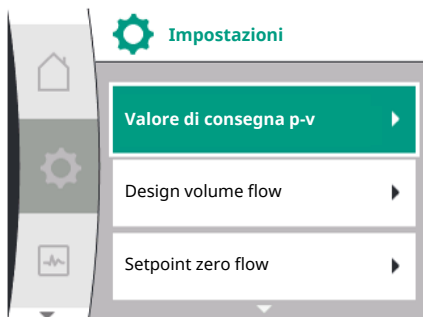 Impostazioni
Valore di consegna p-v
Design volume flow
Setpoint zero flow